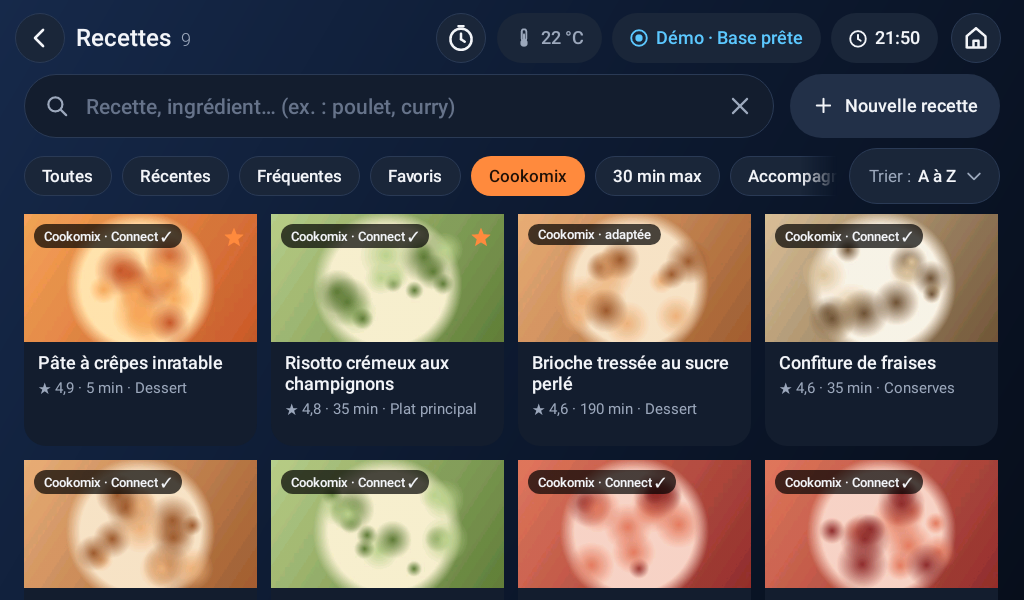 Recettes 9
22 °C
Démo · Base prête
21:50
Recette, ingrédient… (ex. : poulet, curry)
Nouvelle recette
Toutes
Récentes
Fréquentes
Favoris
Cookomix
30 min max
Accompagn
Trier : A à Z
Cookomix · Connect ✓
Cookomix · Connect ✓
Cookomix · adaptée
Cookomix · Connect ✓
Pâte à crêpes inratable
★ 4,9 · 5 min · Dessert
Risotto crémeux aux
champignons
★ 4,8 · 35 min · Plat principal
Brioche tressée au sucre
perlé
★ 4,6 · 190 min · Dessert
Confiture de fraises
★ 4,6 · 35 min · Conserves
Cookomix · Connect ✓
Cookomix · Connect ✓
Cookomix · Connect ✓
Cookomix · Connect ✓